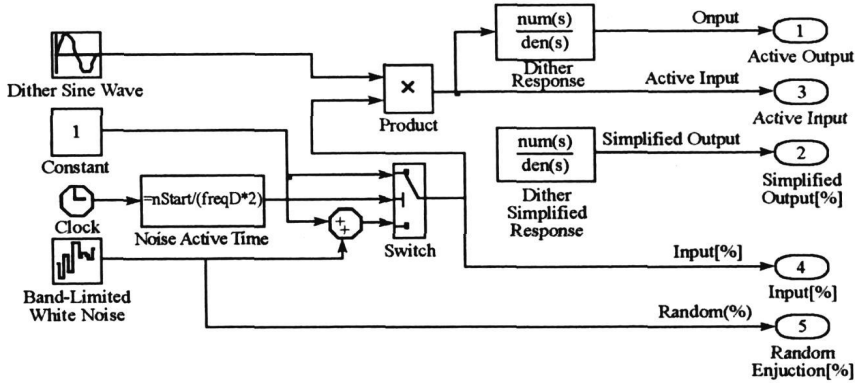 num(s)
den(s)
Dither
Response
Onput
1
Active Output
Dither Sine Wave
×
Product
Active Input
3
Active Input
1
Constant
num(s)
den(s)
Dither
Simplified
Response
Simplified Output
2
Simplified
Output[%]
Clock
=nStart/(freqD*2)
Noise Active Time
+
+
Switch
Band-Limited
White Noise
Input[%]
4
Input[%]
Random(%)
5
Random
Enjuction[%]